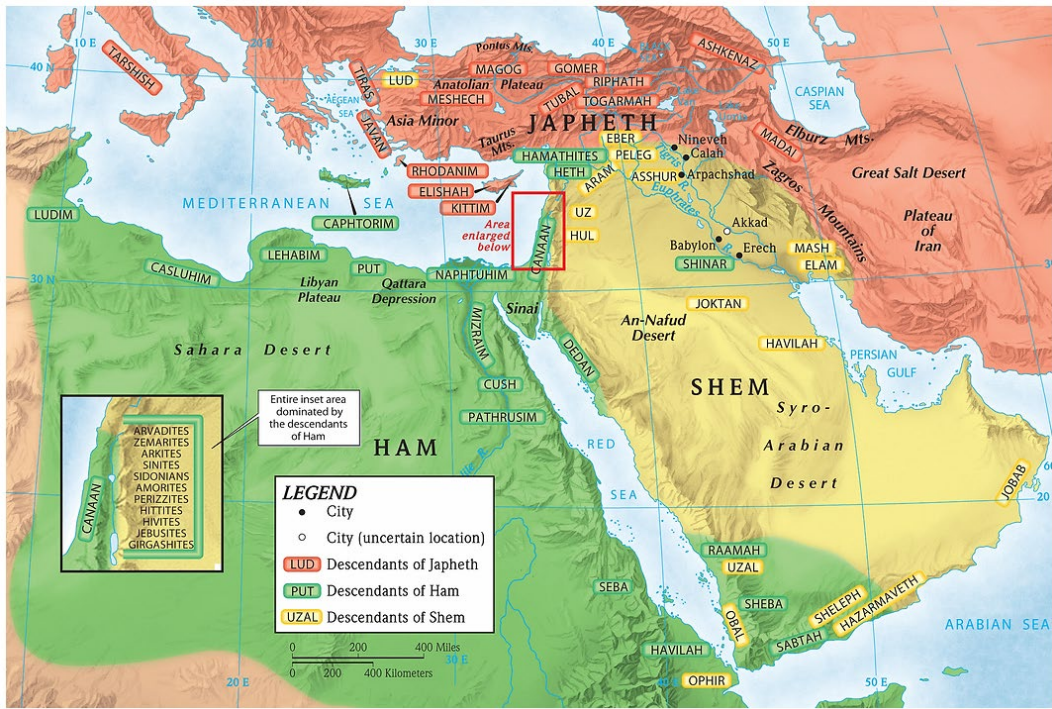 10 E
20 E
30 E
40 E
50 E
40 N
TARSHISH
TIRAS
LUD
Pontus Mts.
MAGOG
GOMER
ASHKENAZ
Anatolian Plateau
RIPHATH
MESHECH
TUBAL
TOGARMAH
CASPIAN
SEA
AEGEAN
SEA
JAVAN
Asia Minor
Taurus
Mts.
JAPHETH
Elburz Mts.
MADAI
EBER
PELEG
Nineveh
Calah
Tigris R.
HAMATHITES
HETH
ARAM
ASSHUR
Arpachshad
Zagros
Mountains
Great Salt Desert
Plateau
of
Iran
RHODANIM
ELISHAH
KITTIM
MEDITERRANEAN SEA
CAPHTORIM
Area
enlarged
below
Euphrates R.
UZ
HUL
CANAAN
Akkad
Babylon
Erech
SHINAR
MASH
ELAM
LUDIM
CASLUHIM
LEHABIM
PUT
NAPHTUHIM
30 N
Libyan
Plateau
Qattara
Depression
Sinai
MIZRAIM
DEDAN
An-Nafud
Desert
JOKTAN
HAVILAH
PERSIAN
GULF
Sahara Desert
CUSH
PATHRUSIM
HAM
SHEM
Syro-
Arabian
Desert
RED
SEA
JOBAB
Entire inset area
dominated by
the descendants
of Ham
CANAAN
ARVADITES
ZEMARITES
ARKITES
SINITES
SIDONIANS
AMORITES
PERIZZITES
HITTITES
HIVITES
JEBUSITES
GIRGASHITES
LEGEND
City
City (uncertain location)
LUD Descendants of Japheth
PUT Descendants of Ham
UZAL Descendants of Shem
0 200 400 Miles
0 200 400 Kilometers
RAAMAH
UZAL
SEBA
SHEBA
OBAL
SABTAH
SHELEPH
HAZARMAVETH
HAVILAH
OPHIR
ARABIAN SEA
20 E
30 E
50 E